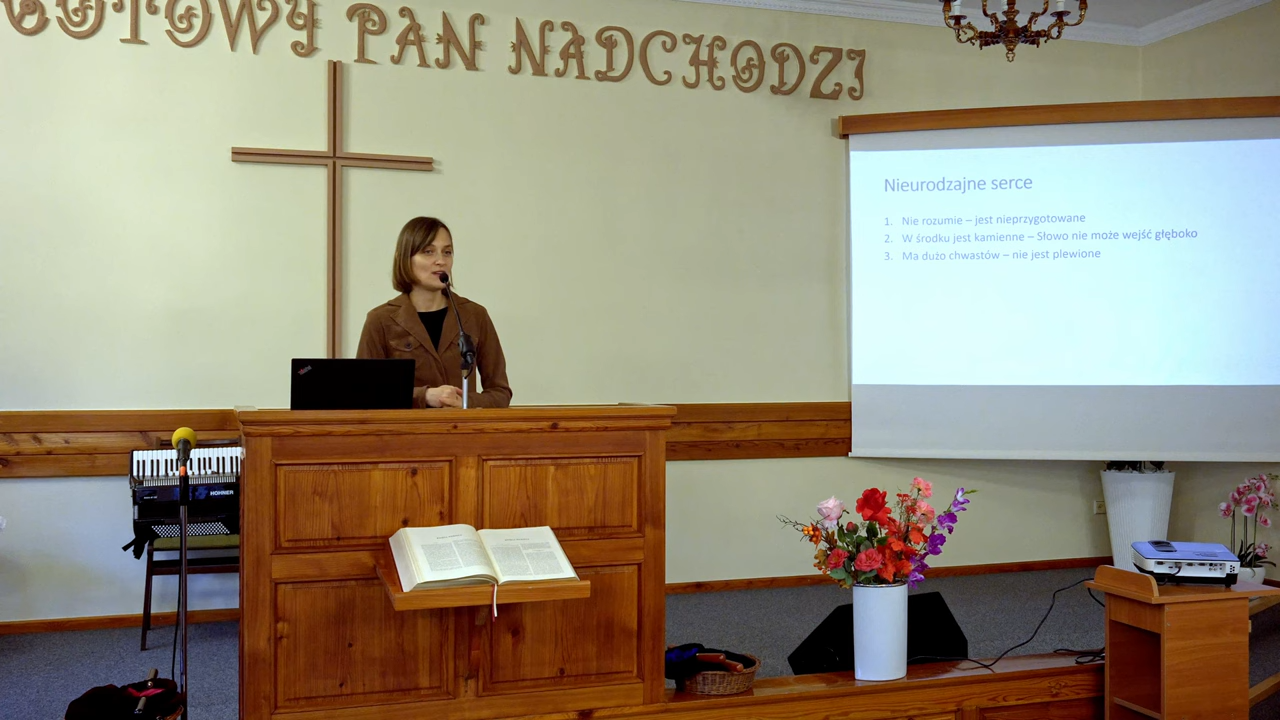 GOTOWY PAN NADCHODZI
Nieurodzajne serce
1. Nie rozumie – jest nieprzygotowane
2. W środku jest kamienne – Słowo nie może wejść głęboko
3. Ma dużo chwastów – nie jest plewione
HOHNER